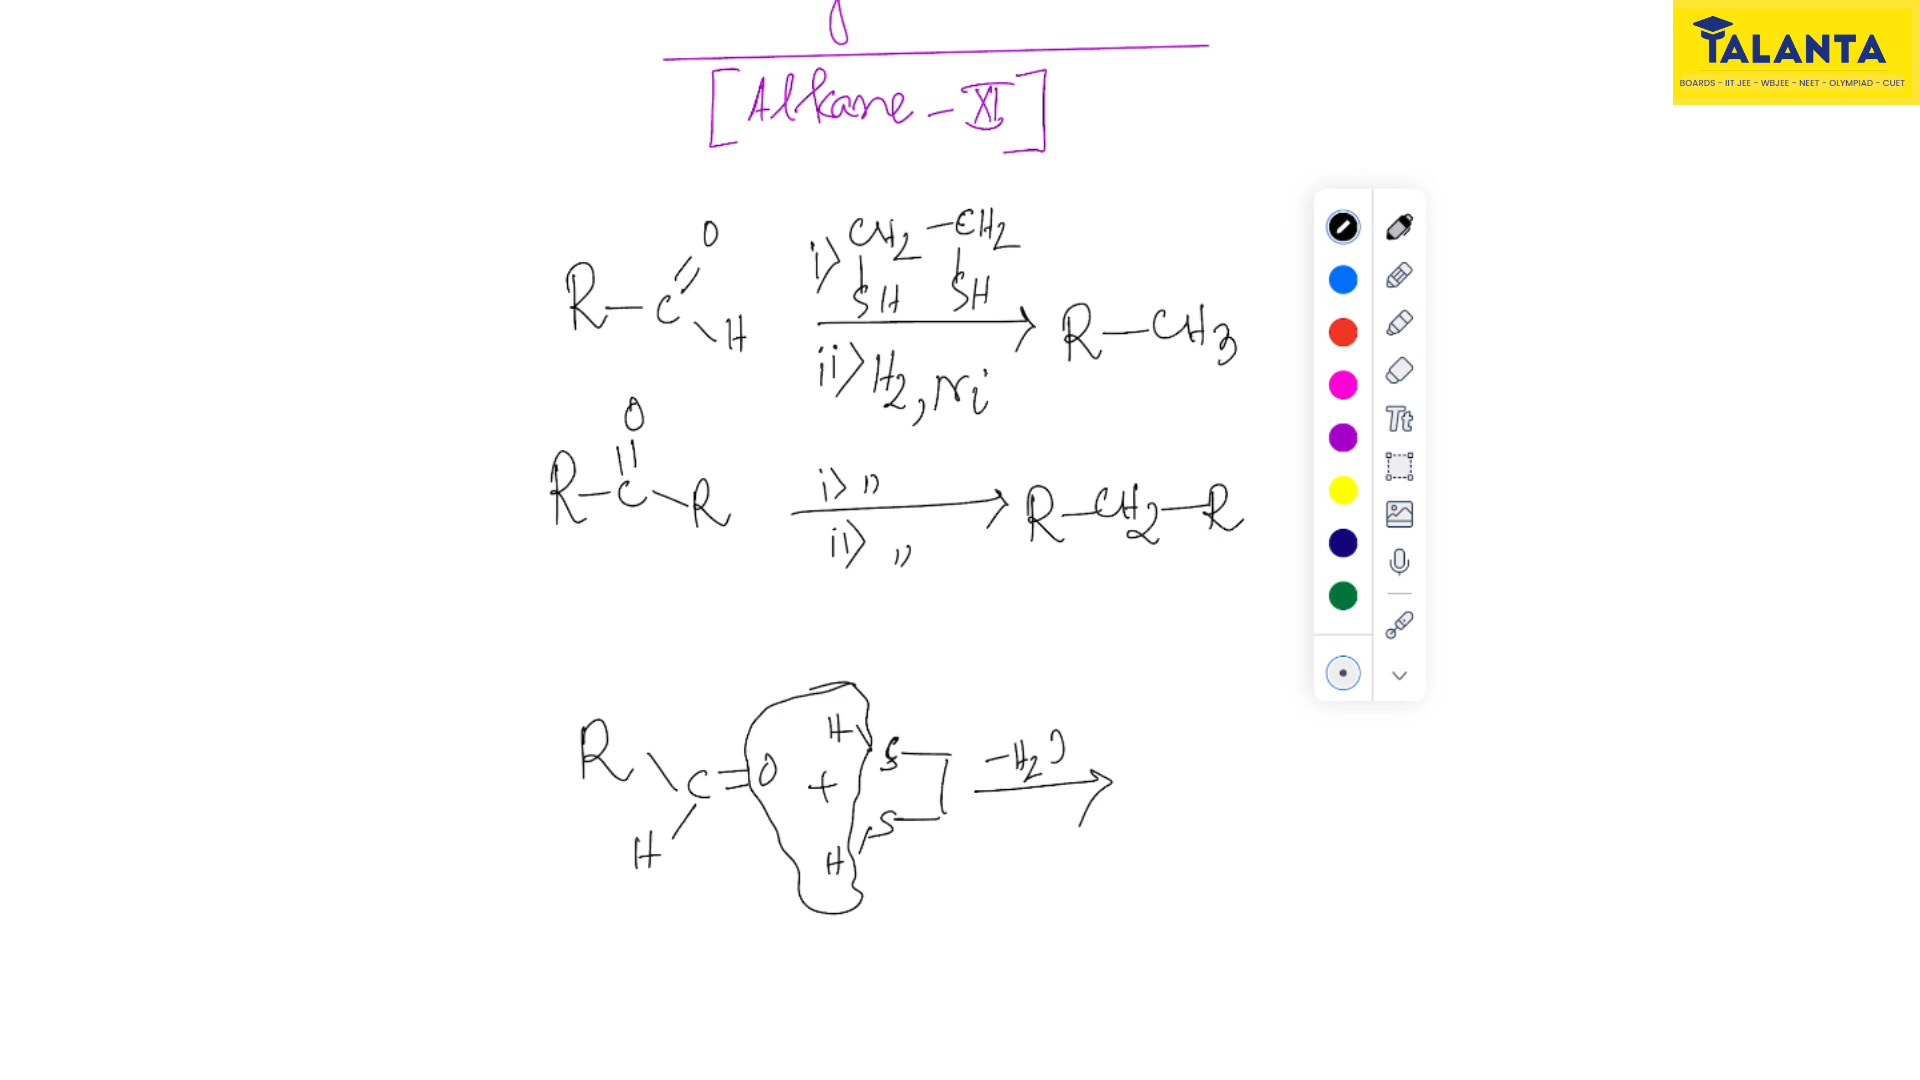 TALANTA
BOARDS – IIT JEE – WBJEE – NEET – OLYMPIAD – CUET
[Alkane – XI]
O
R–C
H
i) CH2 – CH2
SH SH
ii) H2, Ni
R–CH3
O
R–C–R
i) ,,
ii) ,,
R–CH2–R
R
C=O
H
H
+
S
S
H
–H2O
Tt